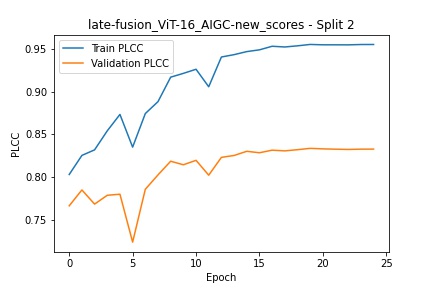 late-fusion_ViT-16_AIGC-new_scores - Split 2
Train PLCC
Validation PLCC
PLCC
0.95
0.90
0.85
0.80
0.75
0 5 10 15 20 25
Epoch